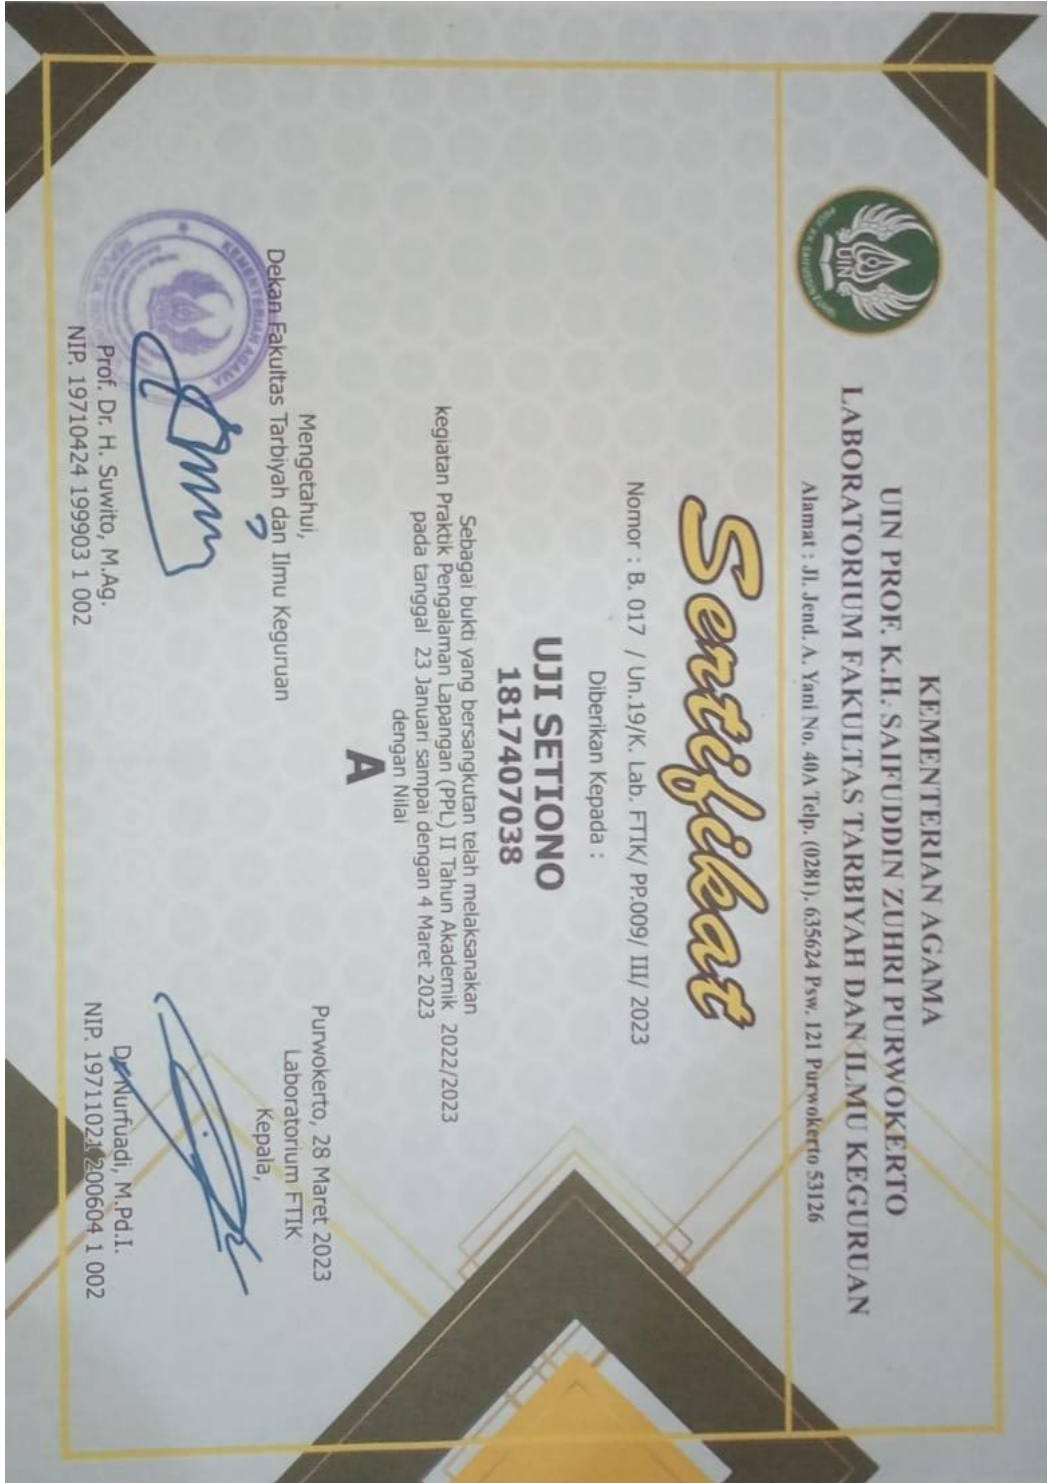 KEMENTERIAN AGAMA
UIN PROF. K.H. SAIFUDDIN ZUHRI PURWOKERTO
LABORATORIUM FAKULTAS TARBIYAH DAN ILMU KEGURUAN
Alamat : Jl. Jend. A. Yani No. 40A Telp. (0281). 635624 Psw. 121 Purwokerto 53126
UIN
Sertifikat
Nomor : B. 017 / Un.19/K. Lab. FTIK/ PP.009/ III/ 2023
Diberikan Kepada :
UJI SETIONO
1817407038
Sebagai bukti yang bersangkutan telah melaksanakan
kegiatan Praktik Pengalaman Lapangan (PPL) II Tahun Akademik 2022/2023
pada tanggal 23 Januari sampai dengan 4 Maret 2023
dengan Nilai
A
Mengetahui,
Dekan Fakultas Tarbiyah dan Ilmu Keguruan
KEMENTERIAN AGAMA
Prof. Dr. H. Suwito, M.Ag.
NIP. 19710424 199903 1 002
Purwokerto, 28 Maret 2023
Laboratorium FTIK
Kepala,
Dr. Nurfuadi, M.Pd.I.
NIP. 19711021 200604 1 002